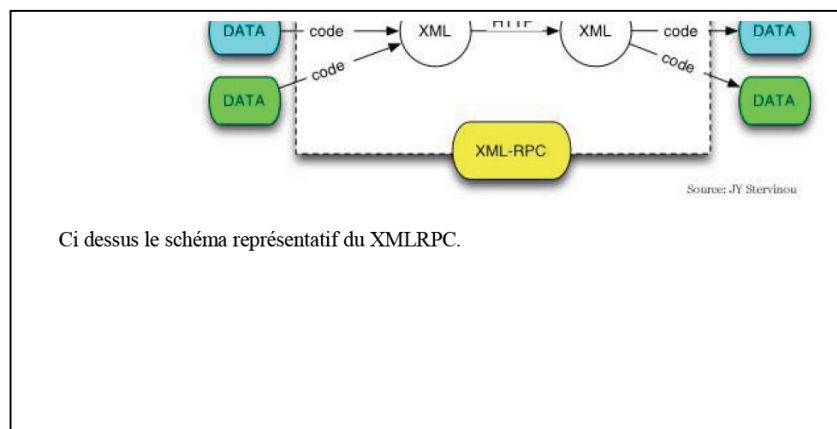 DATA code XML HTTP XML code DATA
DATA code code DATA
XML-RPC
Source: JY Stervinou
Ci dessus le schéma représentatif du XMLRPC.